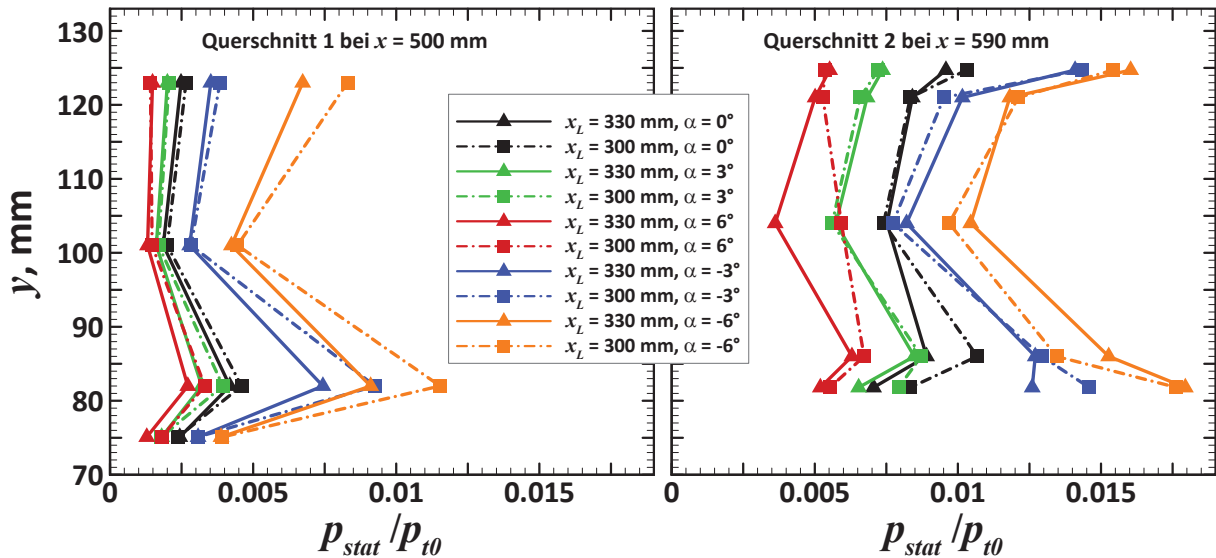 Querschnitt 1 bei x = 500 mm
Querschnitt 2 bei x = 590 mm
130
120
110
100
90
80
70
y, mm
x_L = 330 mm, α = 0°
x_L = 300 mm, α = 0°
x_L = 330 mm, α = 3°
x_L = 300 mm, α = 3°
x_L = 330 mm, α = 6°
x_L = 300 mm, α = 6°
x_L = 330 mm, α = -3°
x_L = 300 mm, α = -3°
x_L = 330 mm, α = -6°
x_L = 300 mm, α = -6°
0 0.005 0.01 0.015
0.005 0.01 0.015
p_stat/p_t0
p_stat/p_t0